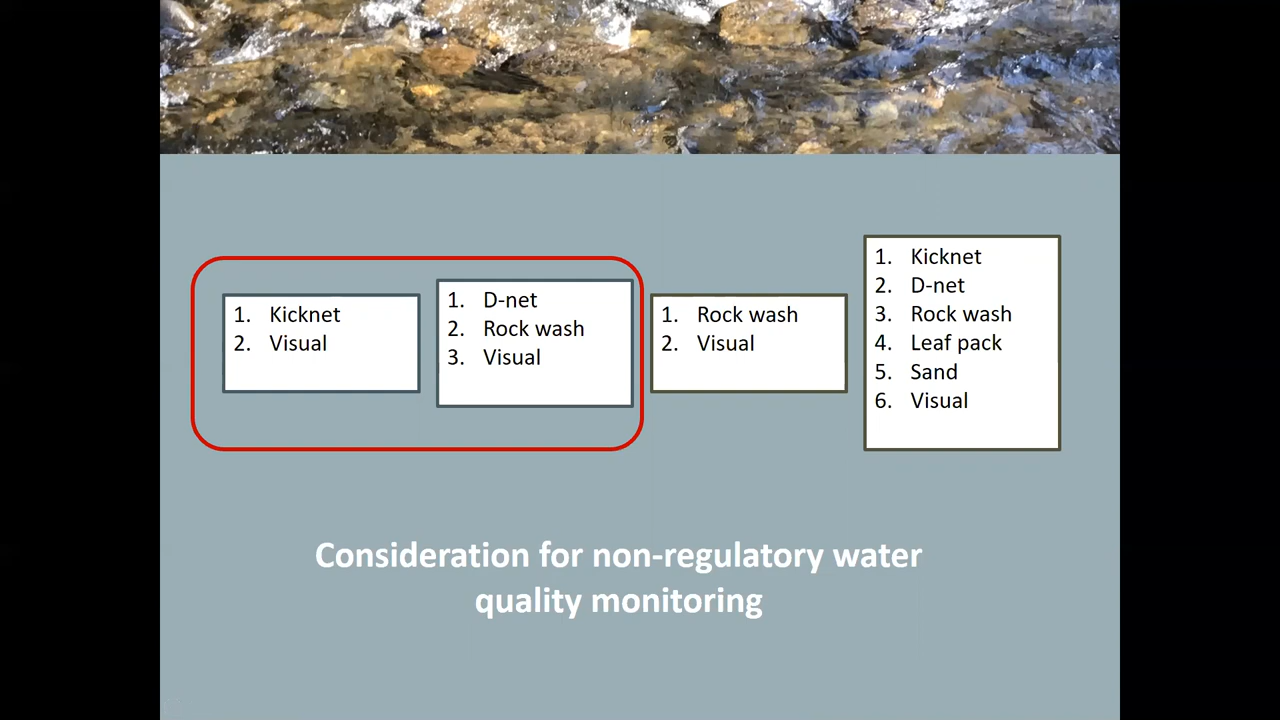 1. Kicknet
2. Visual
1. D-net
2. Rock wash
3. Visual
1. Rock wash
2. Visual
1. Kicknet
2. D-net
3. Rock wash
4. Leaf pack
5. Sand
6. Visual
Consideration for non-regulatory water
quality monitoring